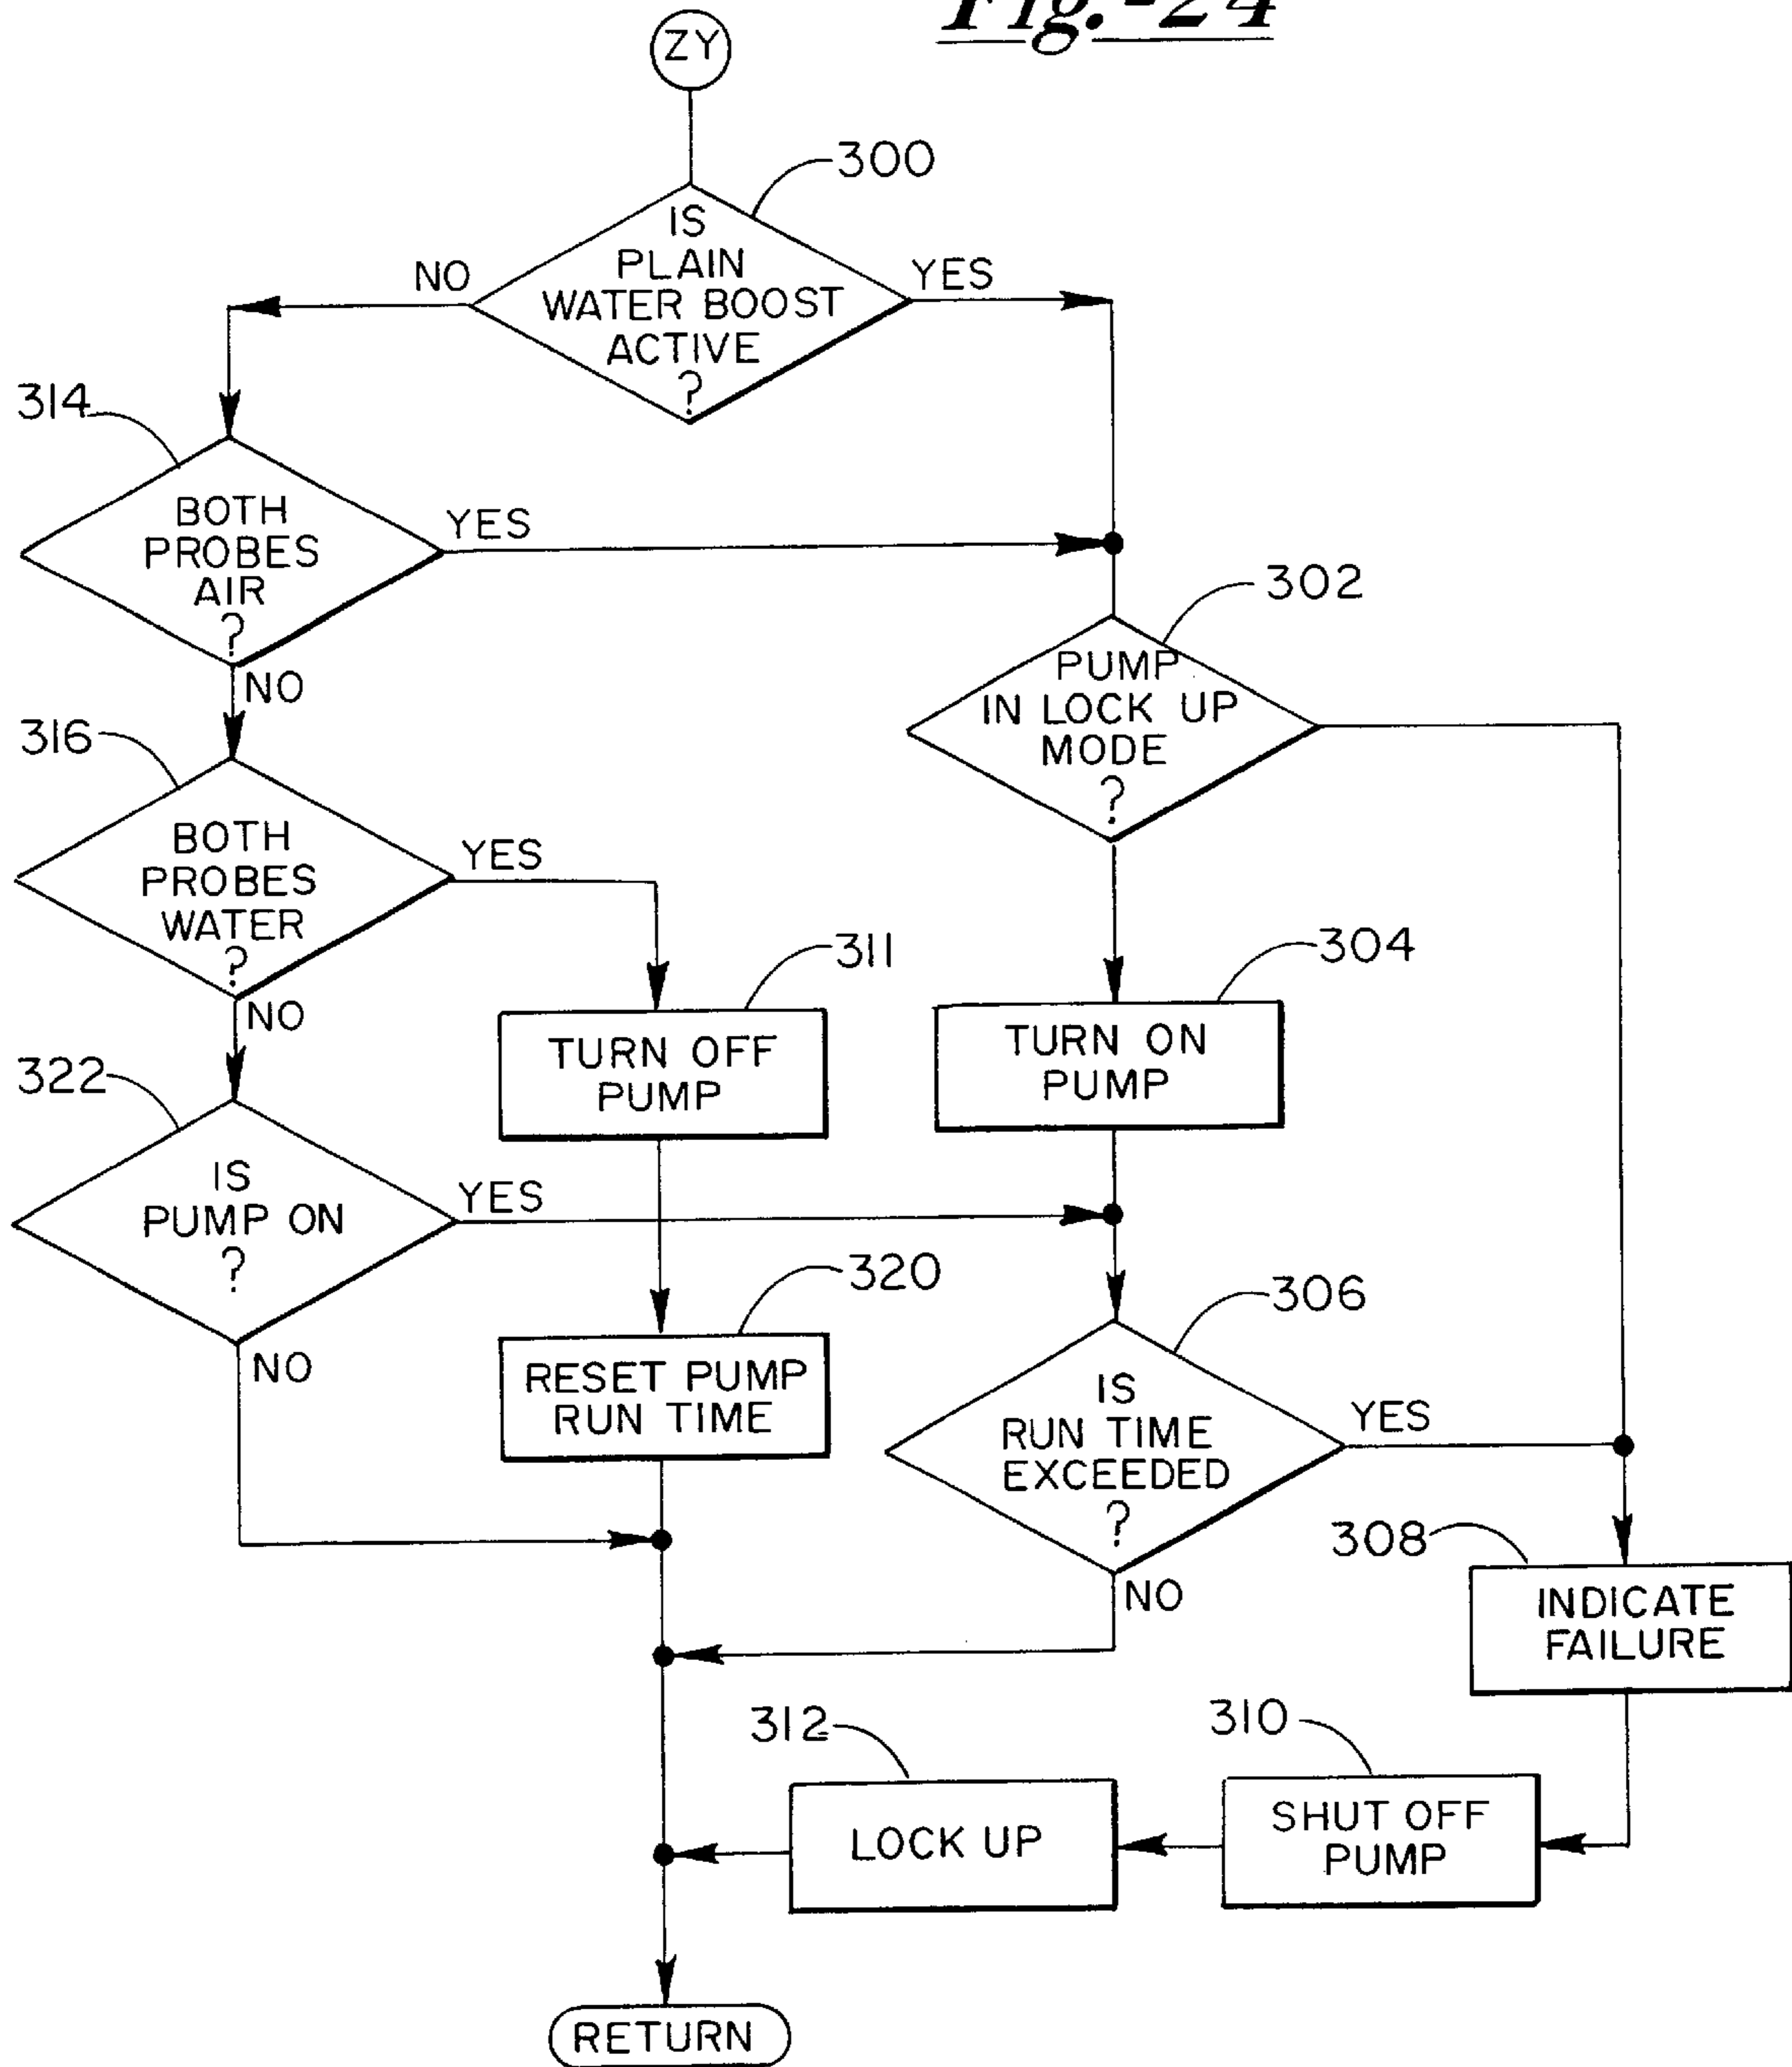 Fig.-24
ZY
300
IS
PLAIN
WATER BOOST
ACTIVE
?
NO
YES
314
BOTH
PROBES
AIR
?
YES
NO
302
PUMP
IN LOCK UP
MODE
?
316
BOTH
PROBES
WATER
?
YES
NO
311
TURN OFF
PUMP
304
TURN ON
PUMP
322
IS
PUMP ON
?
YES
NO
320
RESET PUMP
RUN TIME
306
IS
RUN TIME
EXCEEDED
?
YES
NO
308
INDICATE
FAILURE
312
LOCK UP
310
SHUT OFF
PUMP
RETURN